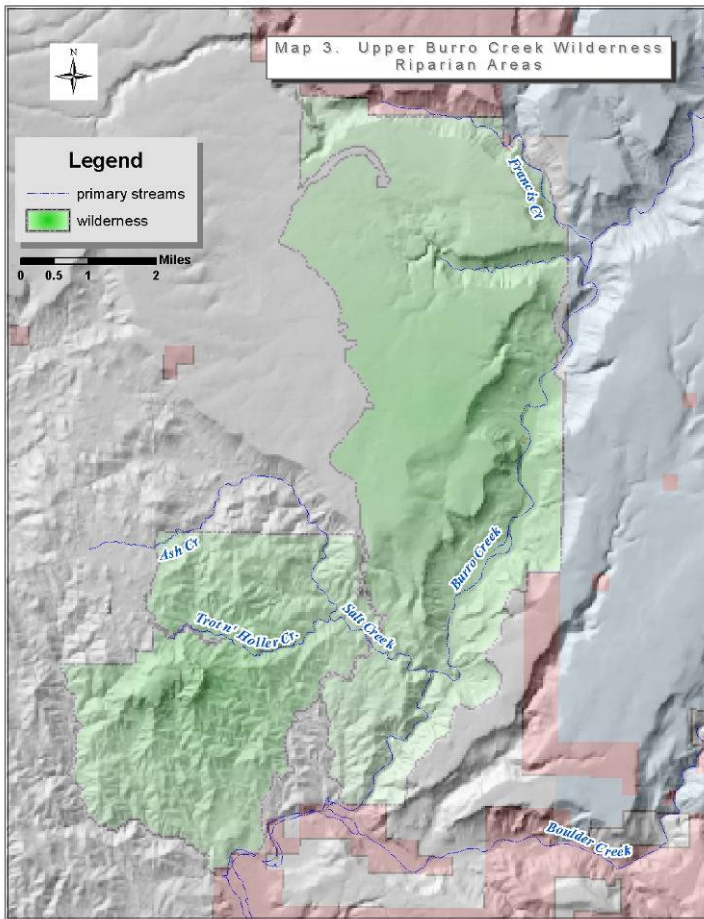 Map 3. Upper Burro Creek Wilderness
Riparian Areas
N
Legend
primary streams
wilderness
Miles
0 0.5 1 2
Francis Cr
Burro Creek
Ash Cr
Salt Creek
Trot n' Holler Cr.
Boulder Creek